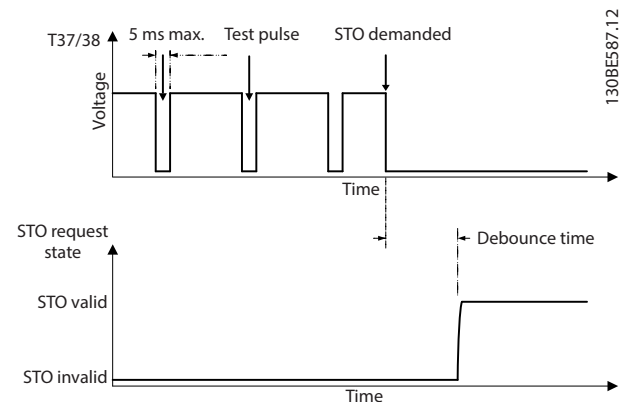 T37/38
5 ms max.
Test pulse
STO demanded
130BE587.12
Voltage
Time
STO request
state
Debounce time
STO valid
STO invalid
Time